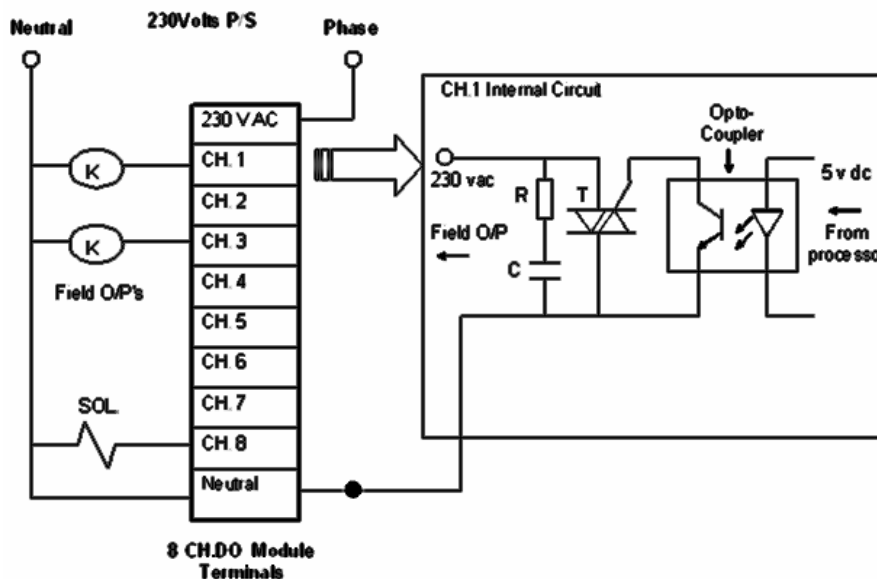 230Volts P/S
Neutral
Phase
230 VAC
CH. 1
CH. 2
CH. 3
CH. 4
CH. 5
CH. 6
CH. 7
CH. 8
Neutral
K
K
Field O/P's
SOL.
8 CH.DO Module
Terminals
CH.1 Internal Circuit
Opto-
Coupler
230 vac
R
T
C
Field O/P
5 v dc
From
processo